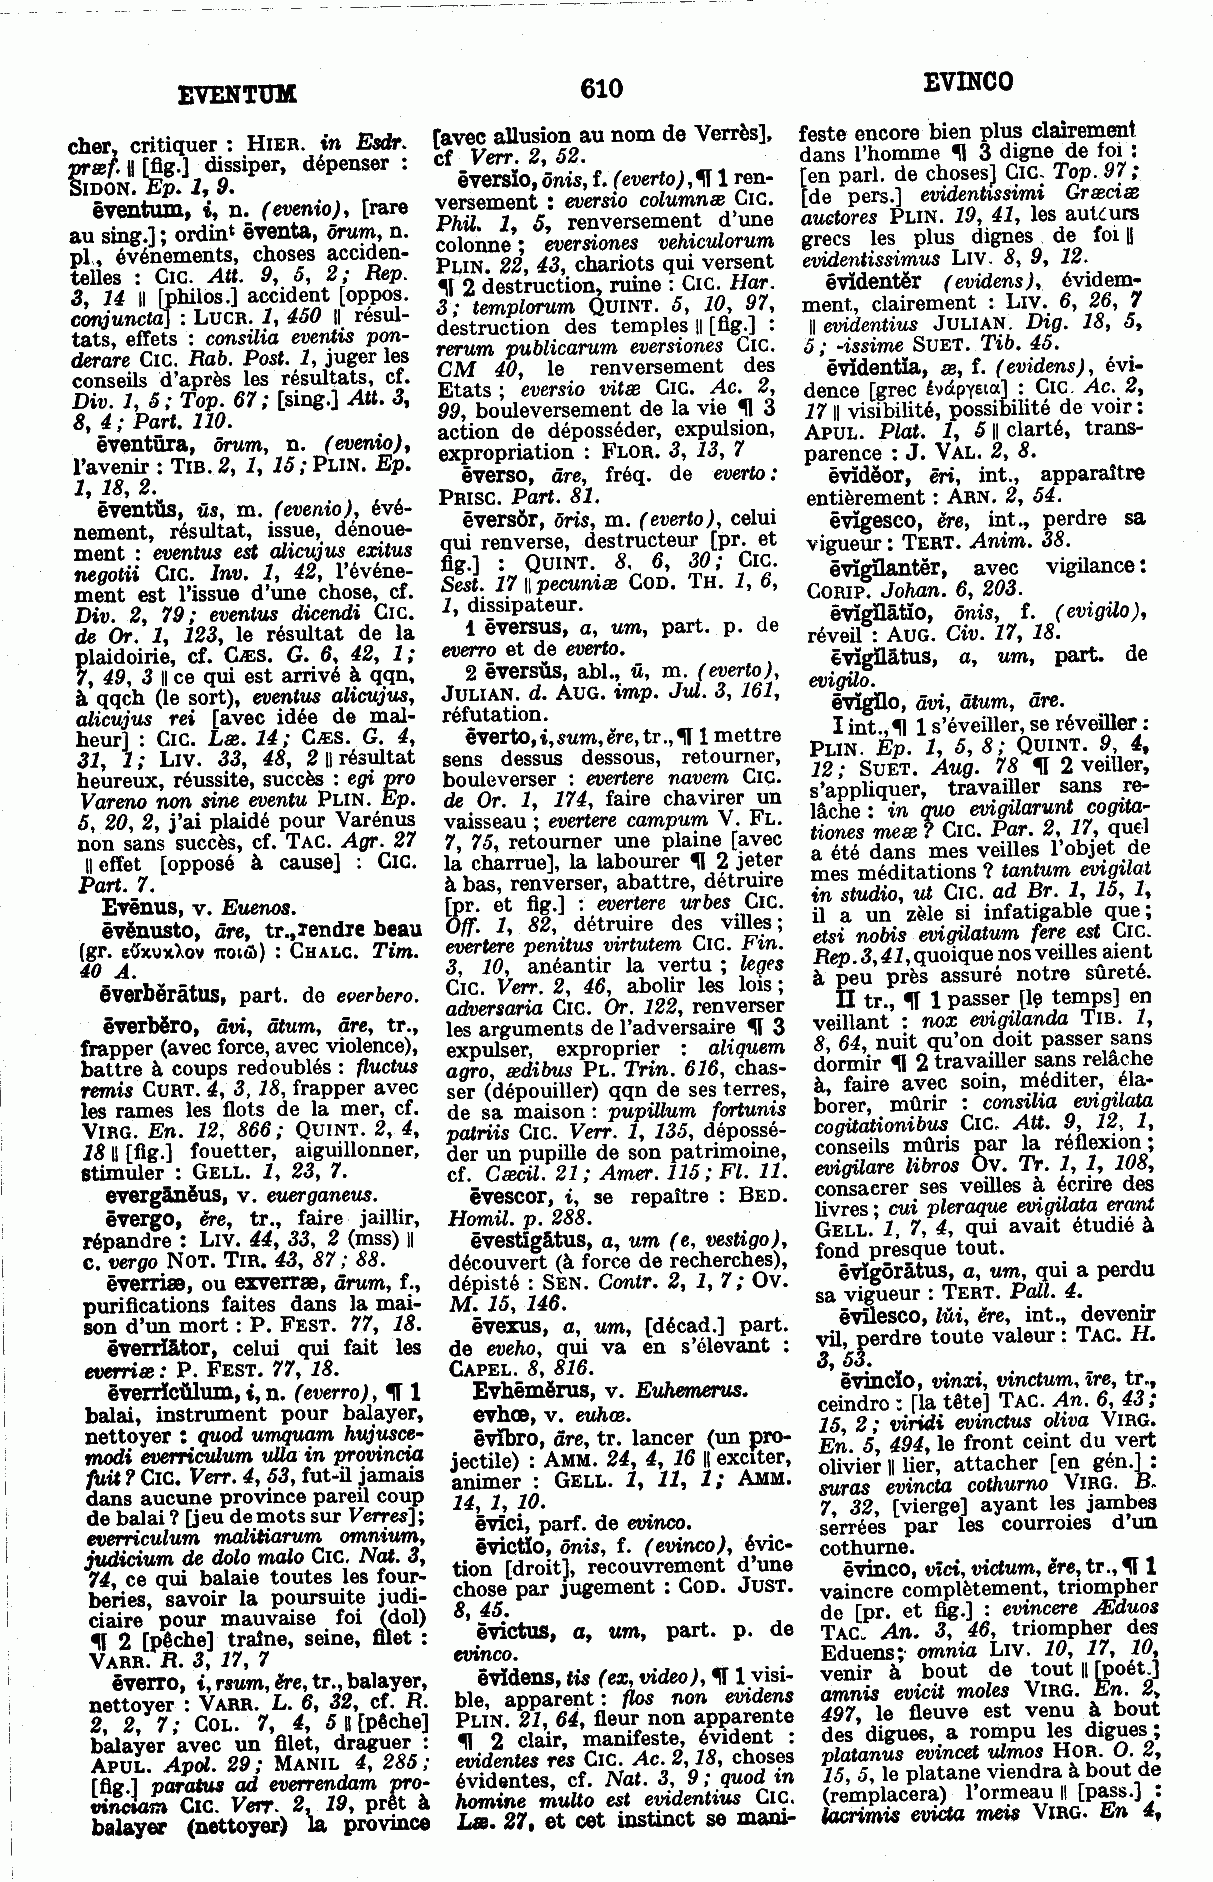 EVENTUM
610
EVINCO
cher, critiquer : HIER. in Esdr.
præf. ‖ [fig.] dissiper, dépenser :
SIDON. Ep. 1, 9.
ēventum, i, n. (evenio), [rare
au sing.] ; ordinᵗ ēventa, ōrum, n.
pl., événements, choses acciden-
telles : CIC. Att. 9, 5, 2 ; Rep.
3, 14 ‖ [philos.] accident [oppos.
conjuncta] : LUCR. 1, 450 ‖ résul-
tats, effets : consilia eventis pon-
derare CIC. Rab. Post. 1, juger les
conseils d'après les résultats, cf.
Div. 1, 5 ; Top. 67 ; [sing.] Att. 3,
8, 4 ; Part. 110.
ēventūra, ōrum, n. (evenio),
l'avenir : TIB. 2, 1, 15 ; PLIN. Ep.
1, 18, 2.
ēventŭs, ūs, m. (evenio), évé-
nement, résultat, issue, dénoue-
ment : eventus est alicujus exitus
negotii CIC. Inv. 1, 42, l'événe-
ment est l'issue d'une chose, cf.
Div. 2, 79 ; eventus dicendi CIC.
de Or. 1, 123, le résultat de la
plaidoirie, cf. CÆS. G. 6, 42, 1 ;
7, 49, 3 ‖ ce qui est arrivé à qqn,
à qqch (le sort), eventus alicujus,
alicujus rei [avec idée de mal-
heur] : CIC. Læ. 14 ; CÆS. G. 4,
31, 1 ; LIV. 33, 48, 2 ‖ résultat
heureux, réussite, succès : egi pro
Vareno non sine eventu PLIN. Ep.
5, 20, 2, j'ai plaidé pour Varénus
non sans succès, cf. TAC. Agr. 27
‖ effet [opposé à cause] : CIC.
Part. 7.
Evēnus, v. Euenos.
ēvĕnusto, āre, tr., rendre beau
(gr. εὔκυκλον ποιῶ) : CHALC. Tim.
40 A.
ēverbĕrātus, part. de everbero.
ēverbĕro, āvi, ātum, āre, tr.,
frapper (avec force, avec violence),
battre à coups redoublés : fluctus
remis CURT. 4, 3, 18, frapper avec
les rames les flots de la mer, cf.
VIRG. En. 12, 866 ; QUINT. 2, 4,
18 ‖ [fig.] fouetter, aiguillonner,
stimuler : GELL. 1, 23, 7.
evergānĕus, v. euerganeus.
ēvergo, ĕre, tr., faire jaillir,
répandre : LIV. 44, 33, 2 (mss) ‖
c. vergo NOT. TIR. 43, 87 ; 88.
ēverriæ, ou exverræ, ārum, f.,
purifications faites dans la mai-
son d'un mort : P. FEST. 77, 18.
ēverrĭātor, celui qui fait les
everriæ : P. FEST. 77, 18.
ēverrĭcŭlum, i, n. (everro), ¶ 1
balai, instrument pour balayer,
nettoyer : quod umquam hujusce-
modi everriculum ulla in provincia
fuit ? CIC. Verr. 4, 53, fut-il jamais
dans aucune province pareil coup
de balai ? [jeu de mots sur Verres] ;
everriculum malitiarum omnium,
judicium de dolo malo CIC. Nat. 3,
74, ce qui balaie toutes les four-
beries, savoir la poursuite judi-
ciaire pour mauvaise foi (dol)
¶ 2 [pêche] traîne, seine, filet :
VARR. R. 3, 17, 7
ēverro, i, rsum, ĕre, tr., balayer,
nettoyer : VARR. L. 6, 32, cf. R.
2, 2, 7 ; COL. 7, 4, 5 ‖ [pêche]
balayer avec un filet, draguer :
APUL. Apol. 29 ; MANIL 4, 285 ;
[fig.] paratus ad everrendam pro-
vinciam CIC. Verr. 2, 19, prêt à
balayer (nettoyer) la province
[avec allusion au nom de Verrès],
cf Verr. 2, 52.
ēversĭo, ōnis, f. (everto), ¶ 1 ren-
versement : eversio columnæ CIC.
Phil. 1, 5, renversement d'une
colonne ; eversiones vehiculorum
PLIN. 22, 43, chariots qui versent
¶ 2 destruction, ruine : CIC. Har.
3 ; templorum QUINT. 5, 10, 97,
destruction des temples ‖ [fig.] :
rerum publicarum eversiones CIC.
CM 40, le renversement des
Etats ; eversio vitæ CIC. Ac. 2,
99, bouleversement de la vie ¶ 3
action de déposséder, expulsion,
expropriation : FLOR. 3, 13, 7
ēverso, āre, fréq. de everto :
PRISC. Part. 81.
ēversŏr, ōris, m. (everto), celui
qui renverse, destructeur [pr. et
fig.] : QUINT. 8, 6, 30 ; CIC.
Sest. 17 ‖ pecuniæ COD. TH. 1, 6,
1, dissipateur.
1 ēversus, a, um, part. p. de
everro et de everto.
2 ēversŭs, abl., ū, m. (everto),
JULIAN. d. AUG. imp. Jul. 3, 161,
réfutation.
ēverto, i, sum, ĕre, tr., ¶ 1 mettre
sens dessus dessous, retourner,
bouleverser : evertere navem CIC.
de Or. 1, 174, faire chavirer un
vaisseau ; evertere campum V. FL.
7, 75, retourner une plaine [avec
la charrue], la labourer ¶ 2 jeter
à bas, renverser, abattre, détruire
[pr. et fig.] : evertere urbes CIC.
Off. 1, 82, détruire des villes ;
evertere penitus virtutem CIC. Fin.
3, 10, anéantir la vertu ; leges
CIC. Verr. 2, 46, abolir les lois ;
adversaria CIC. Or. 122, renverser
les arguments de l'adversaire ¶ 3
expulser, exproprier : aliquem
agro, ædibus PL. Trin. 616, chas-
ser (dépouiller) qqn de ses terres,
de sa maison : pupillum fortunis
patriis CIC. Verr. 1, 135, dépossé-
der un pupille de son patrimoine,
cf. Cæcil. 21 ; Amer. 115 ; Fl. 11.
ēvescor, i, se repaître : BED.
Homil. p. 288.
ēvestīgātus, a, um (e, vestigo),
découvert (à force de recherches),
dépisté : SEN. Contr. 2, 1, 7 ; OV.
M. 15, 146.
ēvexus, a, um, [décad.] part.
de eveho, qui va en s'élevant :
CAPEL. 8, 816.
Evhēmĕrus, v. Euhemerus.
evhœ, v. euhœ.
ēvĭbro, āre, tr. lancer (un pro-
jectile) : AMM. 24, 4, 16 ‖ exciter,
animer : GELL. 1, 11, 1 ; AMM.
14, 1, 10.
ēvīci, parf. de evinco.
ēvictĭo, ōnis, f. (evinco), évic-
tion [droit], recouvrement d'une
chose par jugement : COD. JUST.
8, 45.
ēvictus, a, um, part. p. de
evinco.
ēvĭdens, tis (ex, video), ¶ 1 visi-
ble, apparent : flos non evidens
PLIN. 21, 64, fleur non apparente
¶ 2 clair, manifeste, évident :
evidentes res CIC. Ac. 2, 18, choses
évidentes, cf. Nat. 3, 9 ; quod in
homine multo est evidentius CIC.
Læ. 27, et cet instinct se mani-
feste encore bien plus clairement
dans l'homme ¶ 3 digne de foi :
[en parl. de choses] CIC. Top. 97 ;
[de pers.] evidentissimi Græciæ
auctores PLIN. 19, 41, les auteurs
grecs les plus dignes de foi ‖
evidentissimus LIV. 8, 9, 12.
ēvĭdentĕr (evidens), évidem-
ment, clairement : LIV. 6, 26, 7
‖ evidentius JULIAN. Dig. 18, 5,
5 ; -issime SUET. Tib. 45.
ēvĭdentĭa, æ, f. (evidens), évi-
dence [grec ἐνάργεια] : CIC. Ac. 2,
17 ‖ visibilité, possibilité de voir :
APUL. Plat. 1, 5 ‖ clarté, trans-
parence : J. VAL. 2, 8.
ēvĭdĕor, ēri, int., apparaître
entièrement : ARN. 2, 54.
ēvĭgesco, ĕre, int., perdre sa
vigueur : TERT. Anim. 38.
ēvĭgĭlantĕr, avec vigilance :
CORIP. Johan. 6, 203.
ēvĭgĭlātĭo, ōnis, f. (evigilo),
réveil : AUG. Civ. 17, 18.
ēvĭgĭlātus, a, um, part. de
evigilo.
ēvĭgĭlo, āvi, ātum, āre.
I int., ¶ 1 s'éveiller, se réveiller :
PLIN. Ep. 1, 5, 8 ; QUINT. 9, 4,
12 ; SUET. Aug. 78 ¶ 2 veiller,
s'appliquer, travailler sans re-
lâche : in quo evigilarunt cogita-
tiones meæ ? CIC. Par. 2, 17, quel
a été dans mes veilles l'objet de
mes méditations ? tantum evigilat
in studio, ut CIC. ad Br. 1, 15, 1,
il a un zèle si infatigable que ;
etsi nobis evigilatum fere est CIC.
Rep. 3, 41, quoique nos veilles aient
à peu près assuré notre sûreté.
II tr., ¶ 1 passer [le temps] en
veillant : nox evigilanda TIB. 1,
8, 64, nuit qu'on doit passer sans
dormir ¶ 2 travailler sans relâche
à, faire avec soin, méditer, éla-
borer, mûrir : consilia evigilata
cogitationibus CIC. Att. 9, 12, 1,
conseils mûris par la réflexion ;
evigilare libros OV. Tr. 1, 1, 108,
consacrer ses veilles à écrire des
livres ; cui pleraque evigilata erant
GELL. 1, 7, 4, qui avait étudié à
fond presque tout.
ēvĭgōrātus, a, um, qui a perdu
sa vigueur : TERT. Pall. 4.
ēvīlesco, lŭi, ĕre, int., devenir
vil, perdre toute valeur : TAC. H.
3, 53.
ēvincĭo, vinxi, vinctum, īre, tr.,
ceindre : [la tête] TAC. An. 6, 43 ;
15, 2 ; viridi evinctus oliva VIRG.
En. 5, 494, le front ceint du vert
olivier ‖ lier, attacher [en gén.] :
suras evincta cothurno VIRG. B.
7, 32, [vierge] ayant les jambes
serrées par les courroies d'un
cothurne.
ēvinco, vīci, victum, ĕre, tr., ¶ 1
vaincre complètement, triompher
de [pr. et fig.] : evincere Æduos
TAC. An. 3, 46, triompher des
Eduens ; omnia LIV. 10, 17, 10,
venir à bout de tout ‖ [poét.]
amnis evicit moles VIRG. En. 2,
497, le fleuve est venu à bout
des digues, a rompu les digues ;
platanus evincet ulmos HOR. O. 2,
15, 5, le platane viendra à bout de
(remplacera) l'ormeau ‖ [pass.] :
lacrimis evicta meis VIRG. En 4,